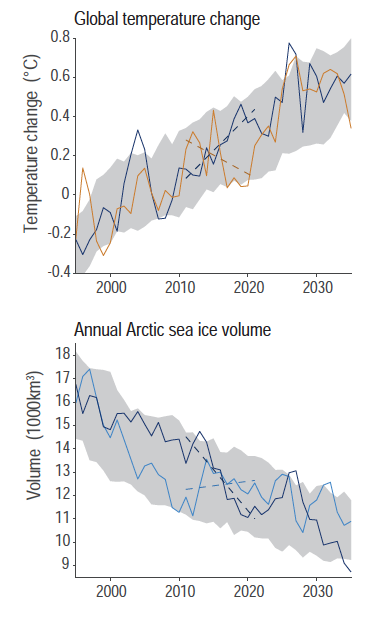 Global temperature change
Temperature change (°C)
0.8
0.6
0.4
0.2
0
-0.2
-0.4
2000 2010 2020 2030
Annual Arctic sea ice volume
Volume (1000km³)
18
17
16
15
14
13
12
11
10
9
2000 2010 2020 2030